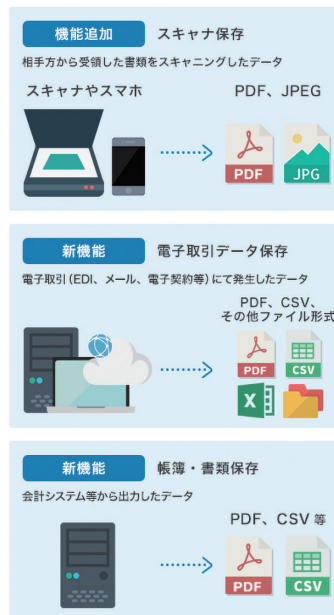 機能追加 スキャナ保存
相手方から受領した書類をスキャニングしたデータ
スキャナやスマホ PDF、JPEG
PDF JPG
新機能 電子取引データ保存
電子取引（EDI、メール、電子契約等）にて発生したデータ
PDF、CSV、
その他ファイル形式
PDF CSV
X
新機能 帳簿・書類保存
会計システム等から出力したデータ
PDF、CSV 等
PDF CSV